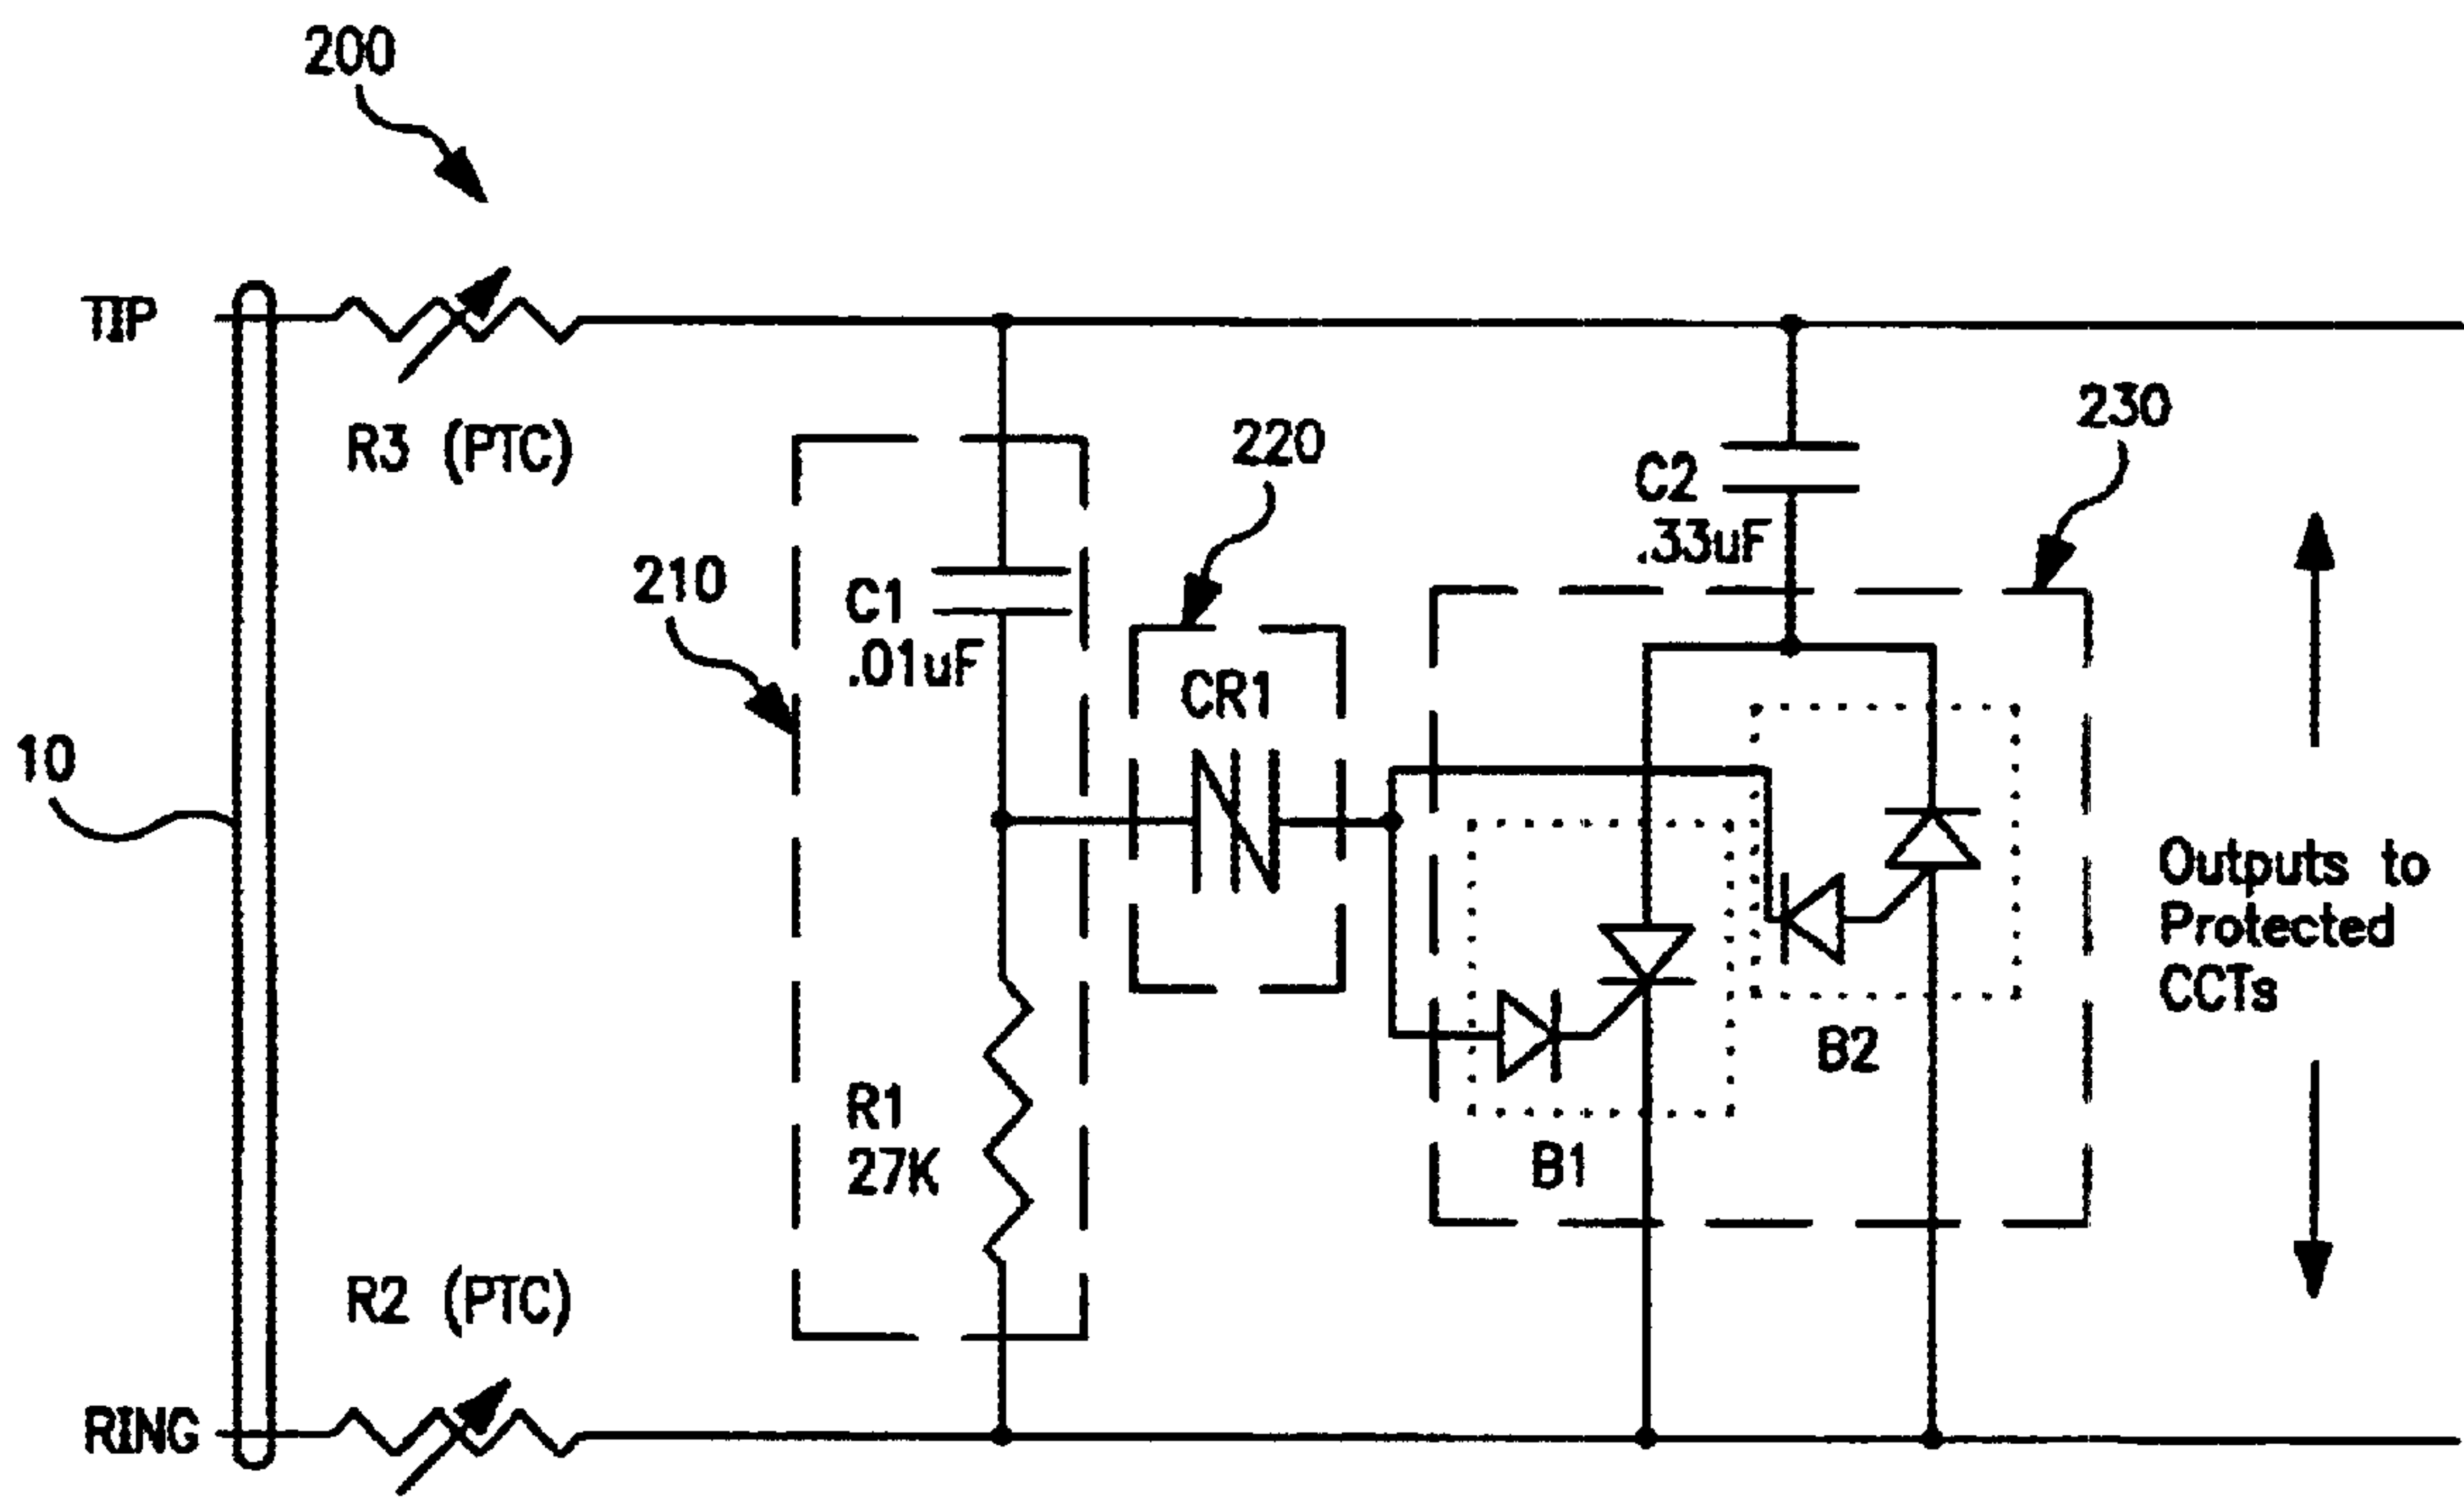 200
TIP
R3 (PTC)
230
220
C2
.33uF
210
C1
.01uF
CR1
10
Outputs to
Protected
CCTs
B2
R1
27K
B1
R2 (PTC)
RING